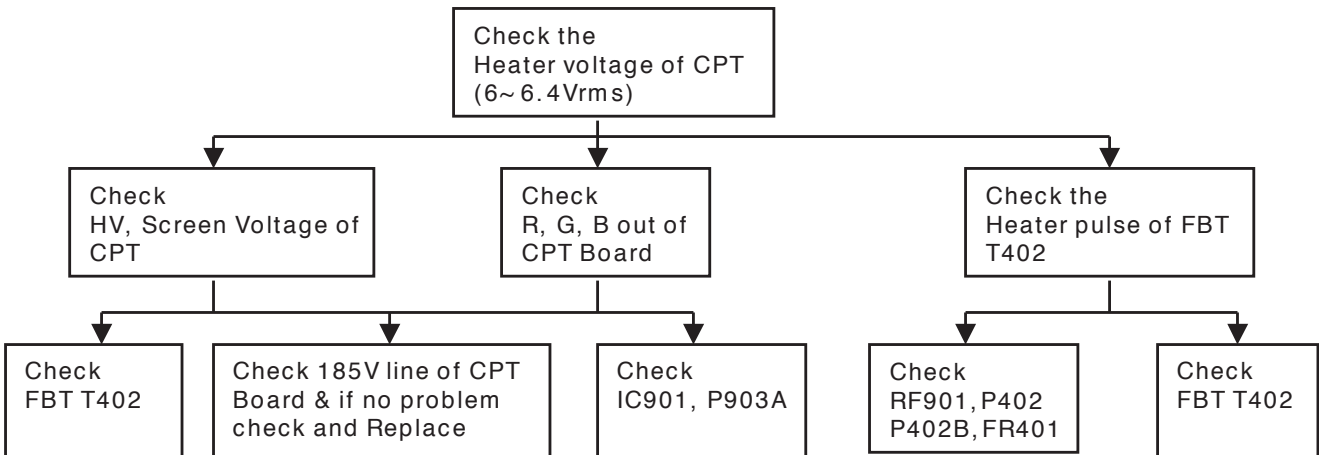 Check the
Heater voltage of CPT
(6~6.4Vrms)
Check
HV, Screen Voltage of
CPT
Check
R, G, B out of
CPT Board
Check the
Heater pulse of FBT
T402
Check
FBT T402
Check 185V line of CPT
Board & if no problem
check and Replace
Check
IC901, P903A
Check
RF901, P402
P402B, FR401
Check
FBT T402